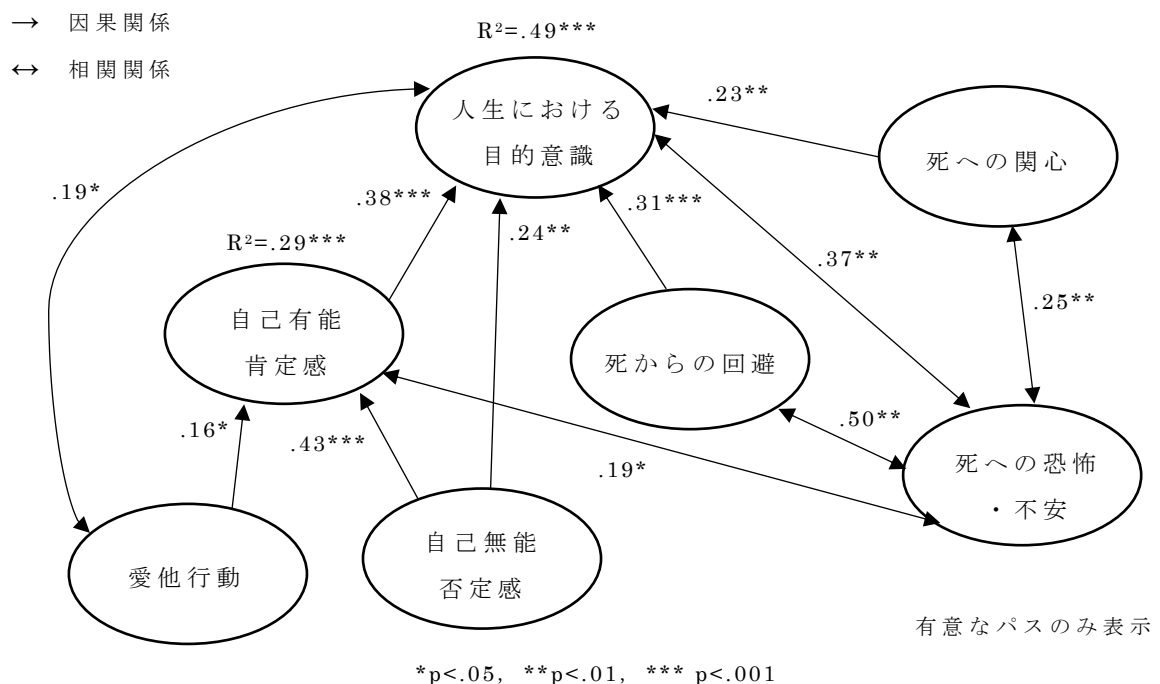 → 因果関係
↔ 相関関係
R²=.49***
人生における
目的意識
.23**
死への関心
.19*
.38***
.31***
.24**
R²=.29***
.37**
.25**
自己有能
肯定感
死からの回避
.16*
.43***
.50**
.19*
死への恐怖
・不安
愛他行動
自己無能
否定感
有意なパスのみ表示
*p<.05, **p<.01, *** p<.001